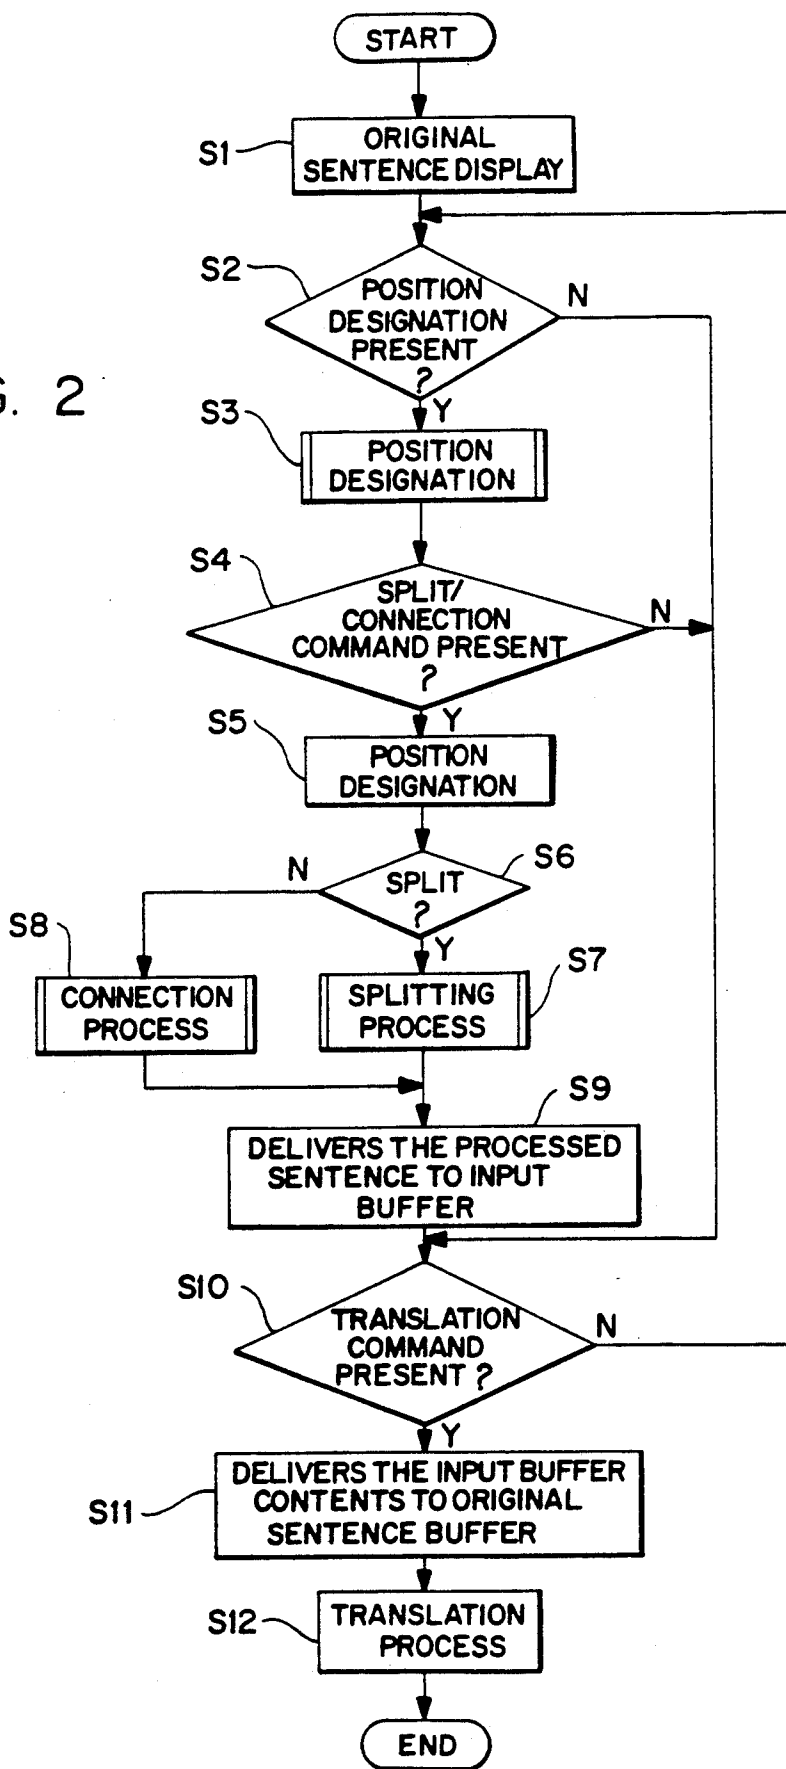 START
S1
ORIGINAL
SENTENCE DISPLAY
S2
POSITION
DESIGNATION
PRESENT
?
N
Y
G. 2
S3
POSITION
DESIGNATION
S4
SPLIT/
CONNECTION
COMMAND PRESENT
?
N
Y
S5
POSITION
DESIGNATION
S6
SPLIT
?
N
Y
S8
CONNECTION
PROCESS
S7
SPLITTING
PROCESS
S9
DELIVERS THE PROCESSED
SENTENCE TO INPUT
BUFFER
S10
TRANSLATION
COMMAND
PRESENT ?
N
Y
S11
DELIVERS THE INPUT BUFFER
CONTENTS TO ORIGINAL
SENTENCE BUFFER
S12
TRANSLATION
PROCESS
END